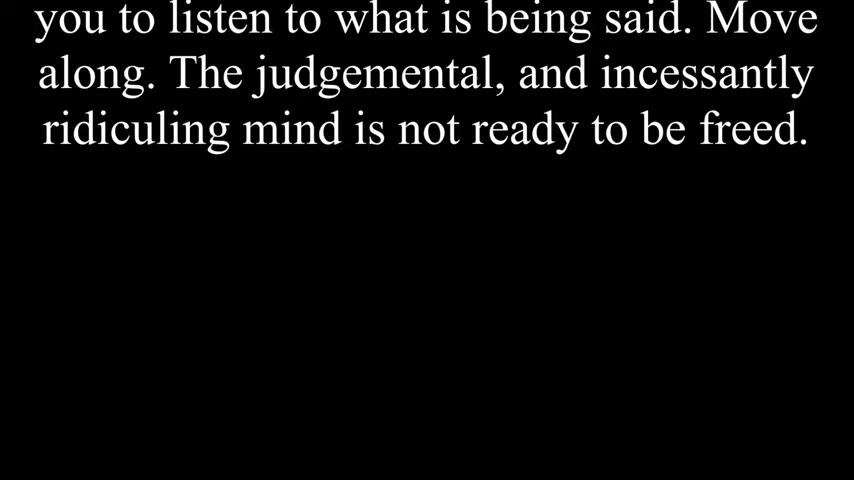 you to listen to what is being said. Move
along. The judgemental, and incessantly
ridiculing mind is not ready to be freed.